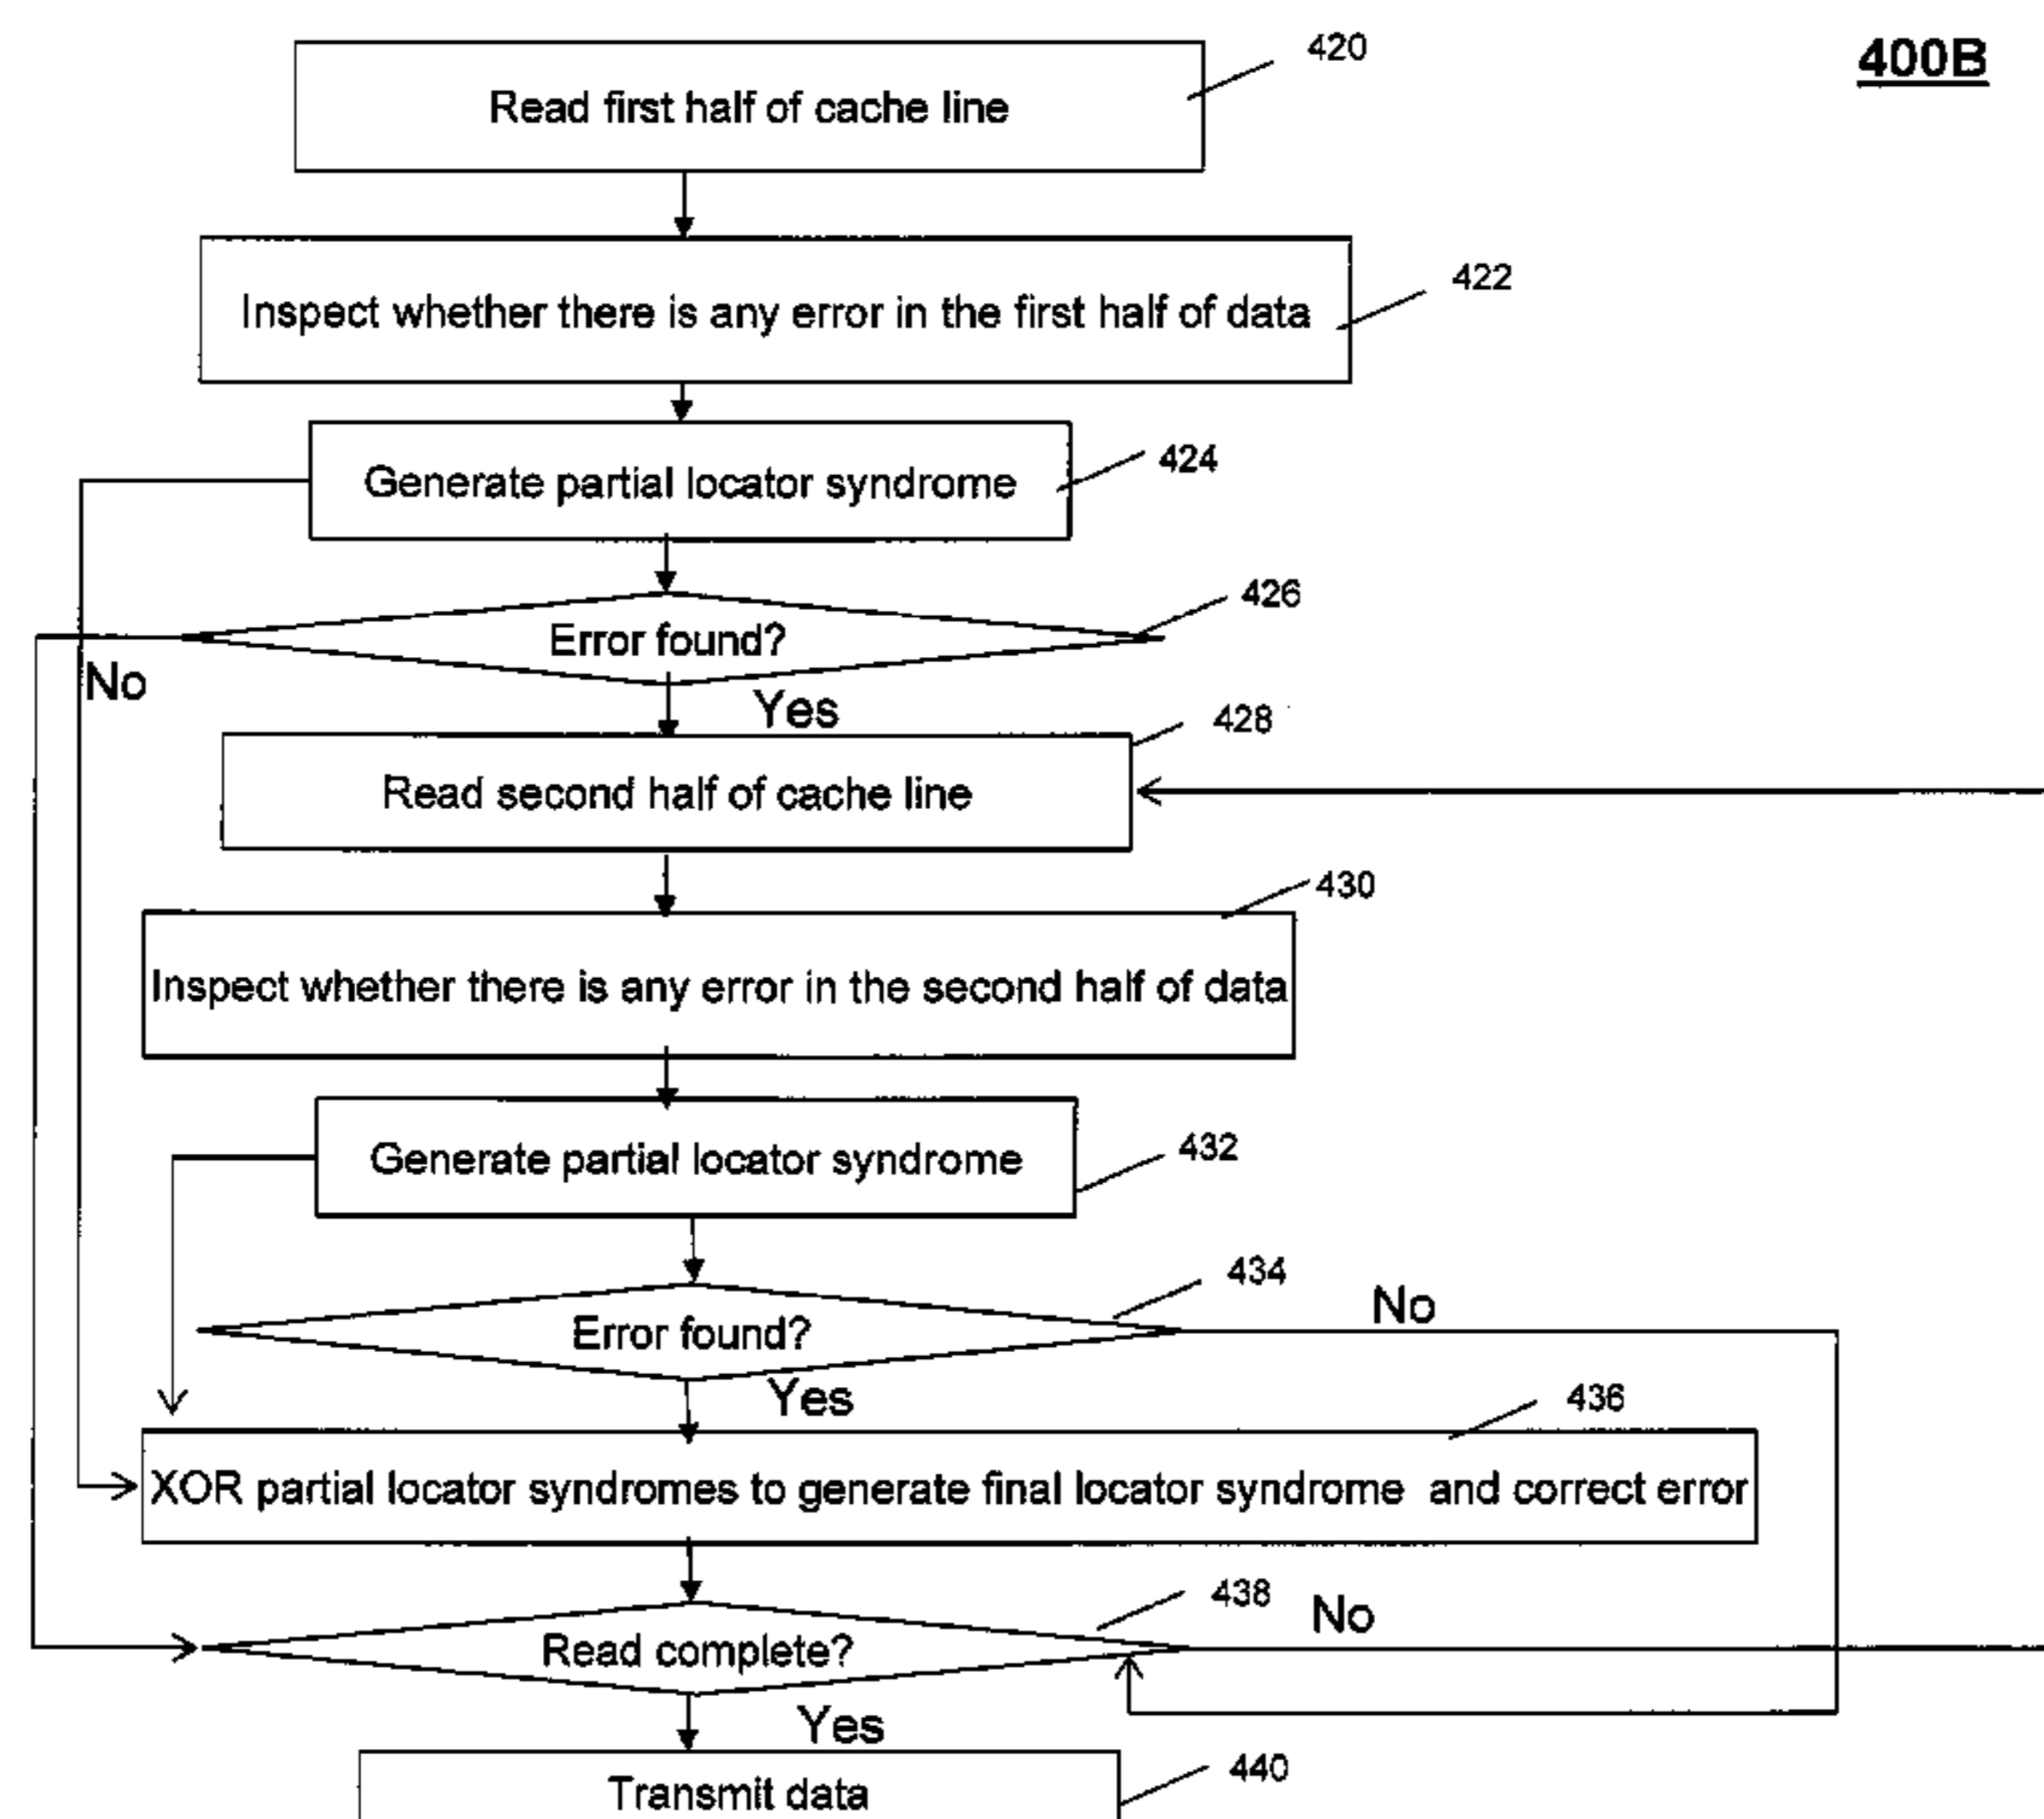 400B
420
Read first half of cache line
422
Inspect whether there is any error in the first half of data
424
Generate partial locator syndrome
426
Error found?
No
Yes
428
Read second half of cache line
430
Inspect whether there is any error in the second half of data
432
Generate partial locator syndrome
434
Error found?
No
Yes
436
XOR partial locator syndromes to generate final locator syndrome and correct error
438
Read complete?
No
Yes
440
Transmit data